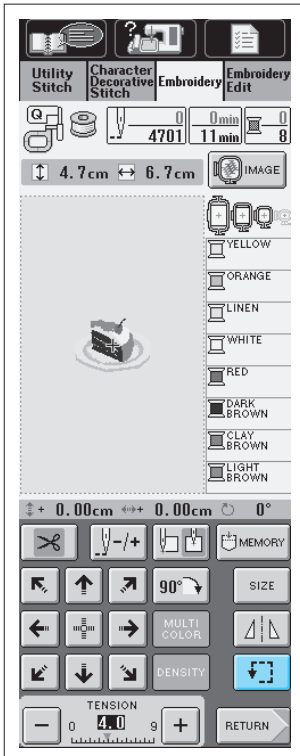 Utility Stitch
Character Decorative Stitch
Embroidery
Embroidery Edit
Q
0
4701
0min
11min
0
8
4.7cm 6.7cm
IMAGE
YELLOW
ORANGE
LINEN
WHITE
RED
DARK BROWN
CLAY BROWN
LIGHT BROWN
+ 0.00cm + 0.00cm 0°
-/+
MEMORY
90°
SIZE
MULTI COLOR
DENSITY
TENSION
− 0 4.0 9 +
RETURN